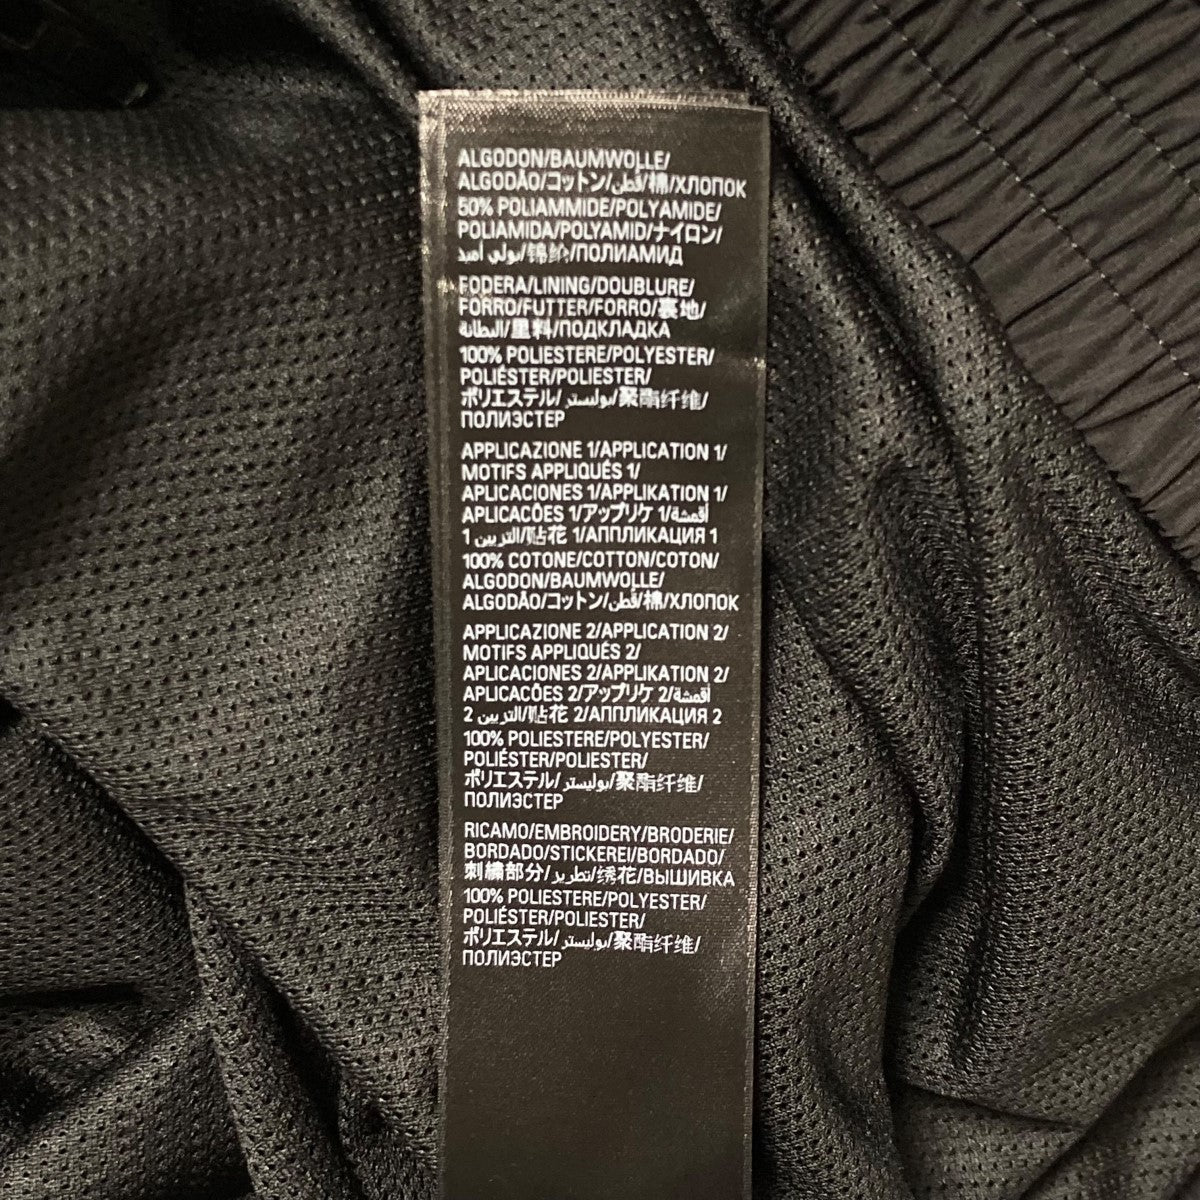 ALGODON/BAUMWOLLE/
ALGODÃO/コットン/قطن/棉/ХЛОПОК
50% POLIAMMIDE/POLYAMIDE/
POLIAMIDA/POLYAMID/ナイロン/
بولي أميد/锦纶/ПОЛИАМИД
FODERA/LINING/DOUBLURE/
FORRO/FUTTER/FORRO/裏地/
البطانة/里料/ПОДКЛАДКА
100% POLIESTERE/POLYESTER/
POLIÉSTER/POLIESTER/
ポリエステル/بوليستر/聚酯纤维/
ПОЛИЭСТЕР
APPLICAZIONE 1/APPLICATION 1/
MOTIFS APPLIQUÉS 1/
APLICACIONES 1/APPLIKATION 1/
APLICACÕES 1/アップリケ 1/أقمشة
التزيين 1/贴花 1/АППЛИКАЦИЯ 1
100% COTONE/COTTON/COTON/
ALGODON/BAUMWOLLE/
ALGODÃO/コットン/قطن/棉/ХЛОПОК
APPLICAZIONE 2/APPLICATION 2/
MOTIFS APPLIQUÉS 2/
APLICACIONES 2/APPLIKATION 2/
APLICACÕES 2/アップリケ 2/أقمشة
التزيين 2/贴花 2/АППЛИКАЦИЯ 2
100% POLIESTERE/POLYESTER/
POLIÉSTER/POLIESTER/
ポリエステル/بوليستر/聚酯纤维/
ПОЛИЭСТЕР
RICAMO/EMBROIDERY/BRODERIE/
BORDADO/STICKEREI/BORDADO/
刺繍部分/تطريز/绣花/ВЫШИВКА
100% POLIESTERE/POLYESTER/
POLIÉSTER/POLIESTER/
ポリエステル/بوليستر/聚酯纤维/
ПОЛИЭСТЕР